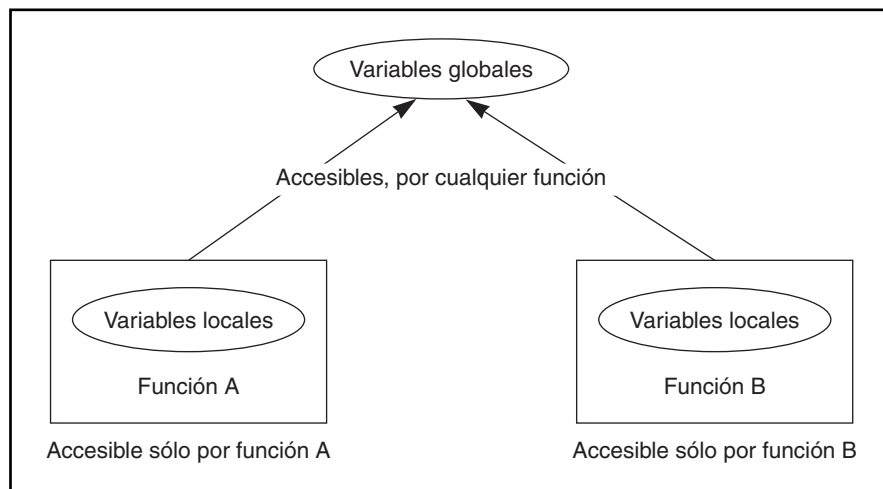 Variables globales
Accesibles, por cualquier función
Variables locales
Variables locales
Función A
Función B
Accesible sólo por función A
Accesible sólo por función B